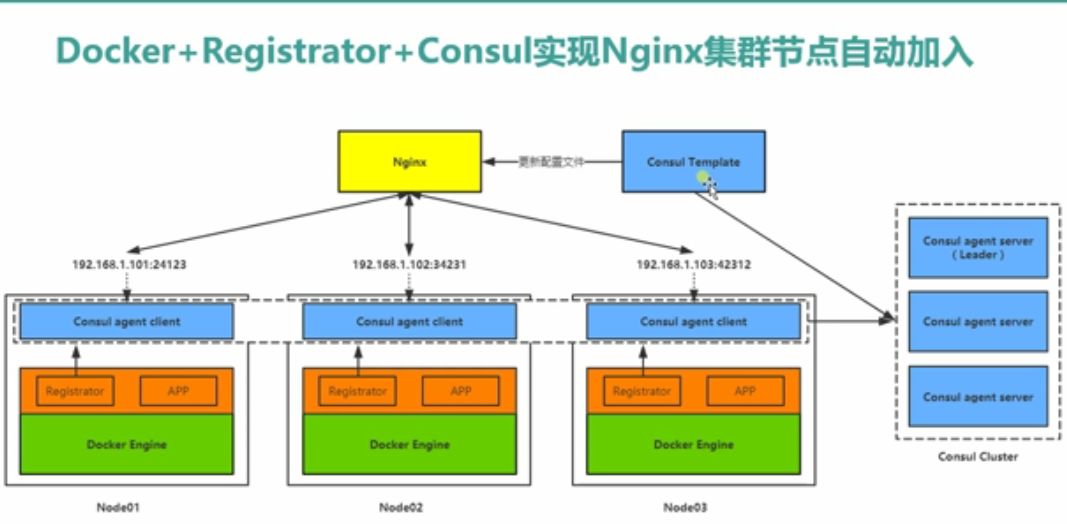 Docker+Registrator+Consul实现Nginx集群节点自动加入
Nginx
更新配置文件
Consul Template
192.168.1.101:24123
192.168.1.102:34231
192.168.1.103:42312
Consul agent server
( Leader )
Consul agent server
Consul agent server
Consul Cluster
Consul agent client
Consul agent client
Consul agent client
Registrator
APP
Registrator
APP
Registrator
APP
Docker Engine
Docker Engine
Docker Engine
Node01
Node02
Node03